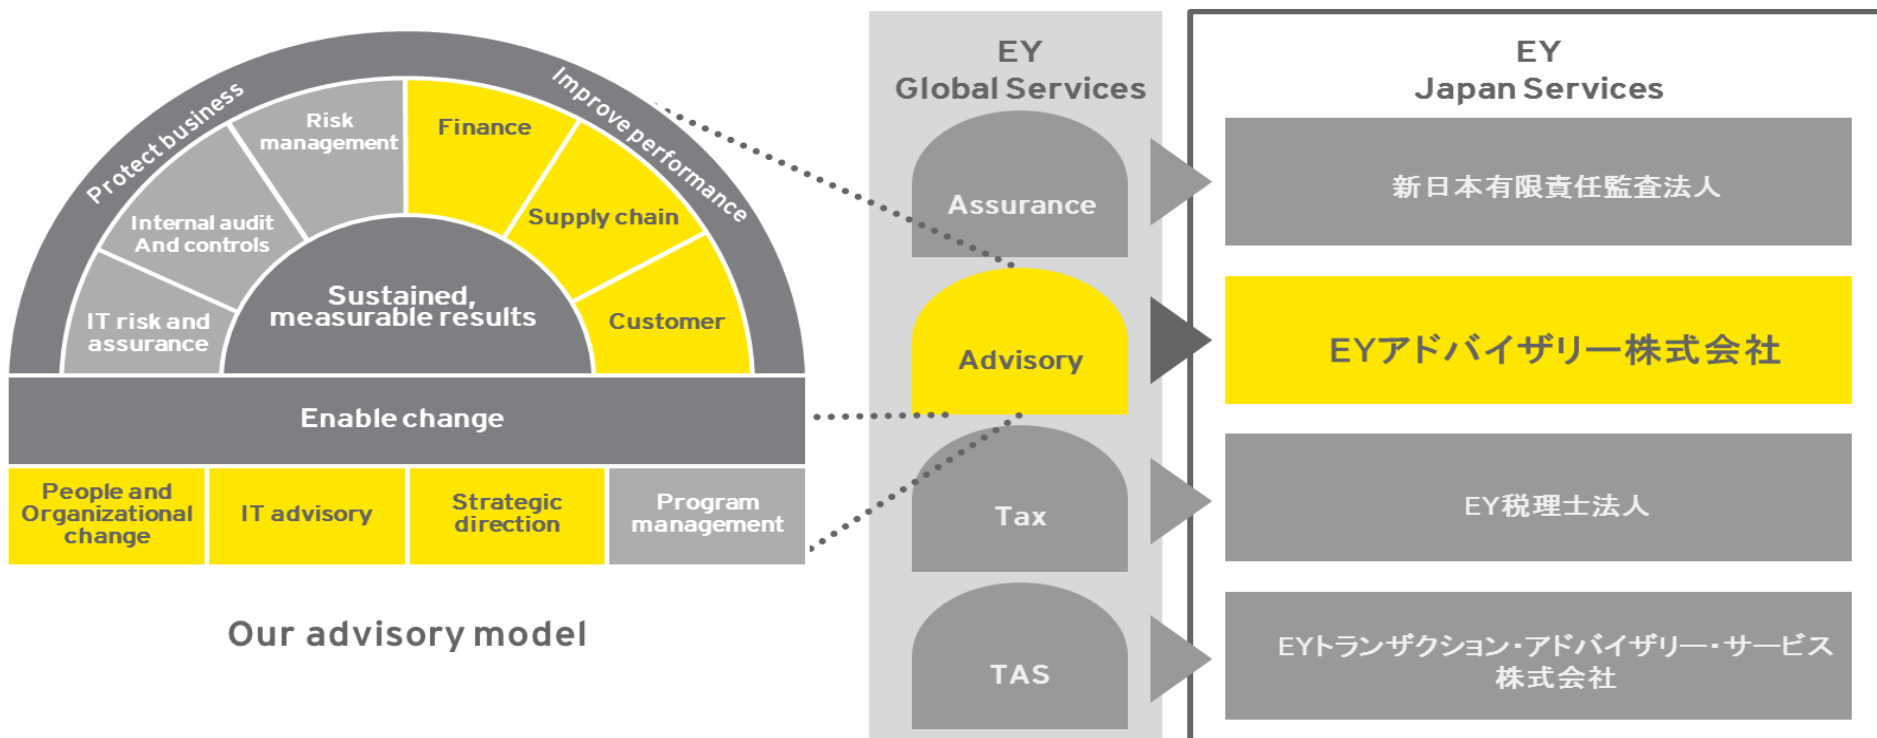 Protect business
Improve performance
Risk
management
Finance
Internal audit
And controls
Supply chain
IT risk and
assurance
Sustained,
measurable results
Customer
Enable change
People and
Organizational
change
IT advisory
Strategic
direction
Program
management
Our advisory model
EY
Global Services
Assurance
Advisory
Tax
TAS
EY
Japan Services
新日本有限責任監査法人
EYアドバイザリー株式会社
EY税理士法人
EYトランザクション・アドバイザリー・サービス
株式会社